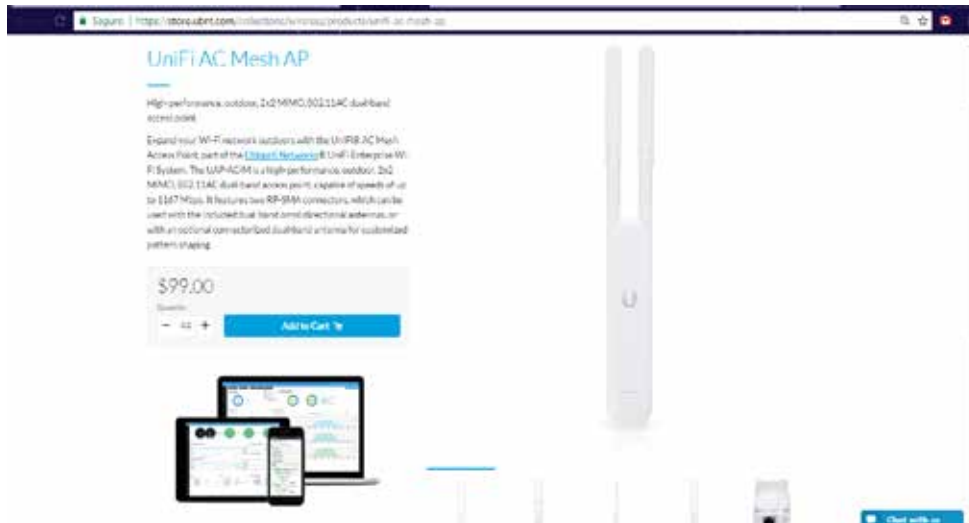 Seguro | https://store.ubnt.com/collections/wireless/products/unifi-ac-mesh-ap
UniFi AC Mesh AP
High-performance, outdoor, 2x2 MIMO, 802.11AC dual-band
access point
Expand your Wi-Fi network outdoors with the UniFi® AC Mesh
Access Point, part of the Ubiquiti Networks® UniFi Enterprise Wi-
Fi System. The UAP-AC-M is a high-performance, outdoor, 2x2
MIMO, 802.11AC dual-band access point, capable of speeds of up
to 1167 Mbps. It features two RP-SMA connectors, which can be
used with the included dual-band omni-directional antennas, or
with an optional connectorized dual-band antenna for customized
pattern shaping.
$99.00
Quantity
Add to Cart
Chat with us